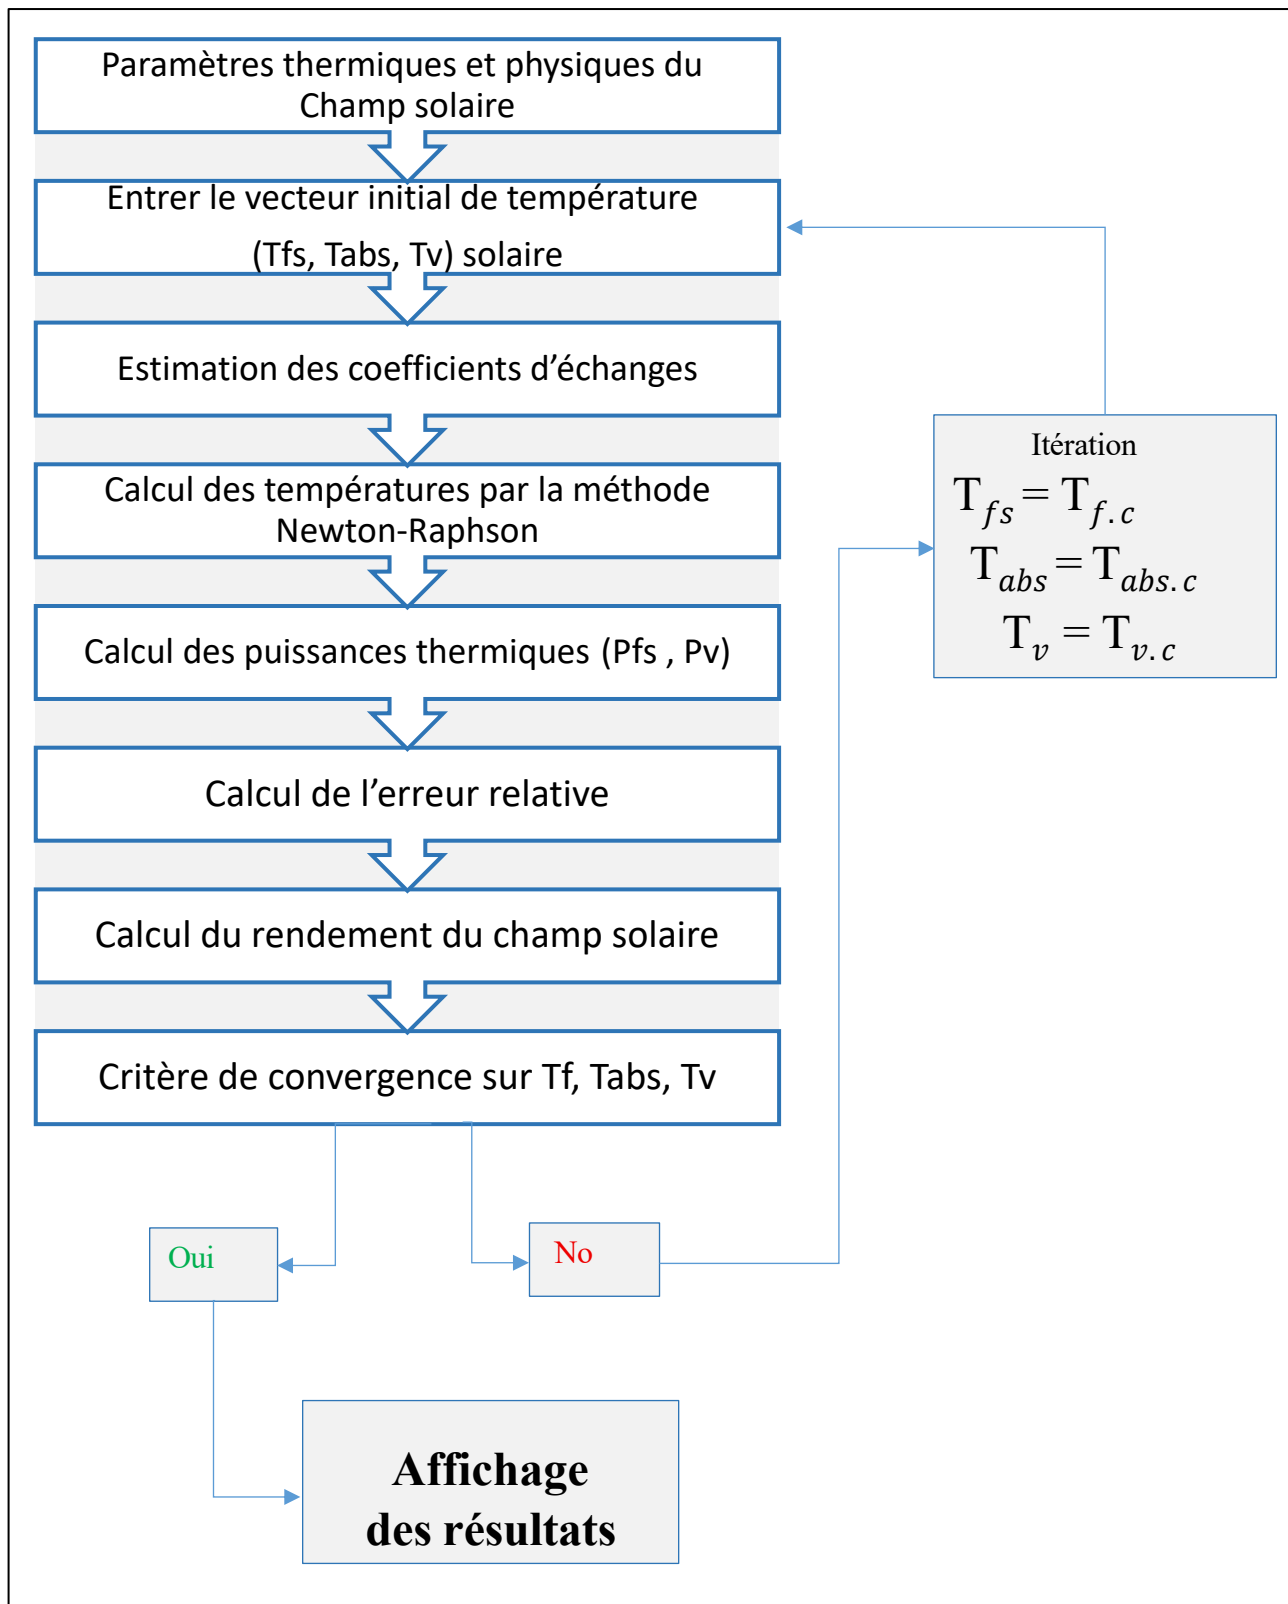 Paramètres thermiques et physiques du
Champ solaire
Entrer le vecteur initial de température
(Tfs, Tabs, Tv) solaire
Estimation des coefficients d’échanges
Calcul des températures par la méthode
Newton-Raphson
Calcul des puissances thermiques (Pfs , Pv)
Calcul de l’erreur relative
Calcul du rendement du champ solaire
Critère de convergence sur Tf, Tabs, Tv
Oui
No
Itération
T_fs = T_f.c
T_abs = T_abs.c
T_v = T_v.c
Affichage
des résultats